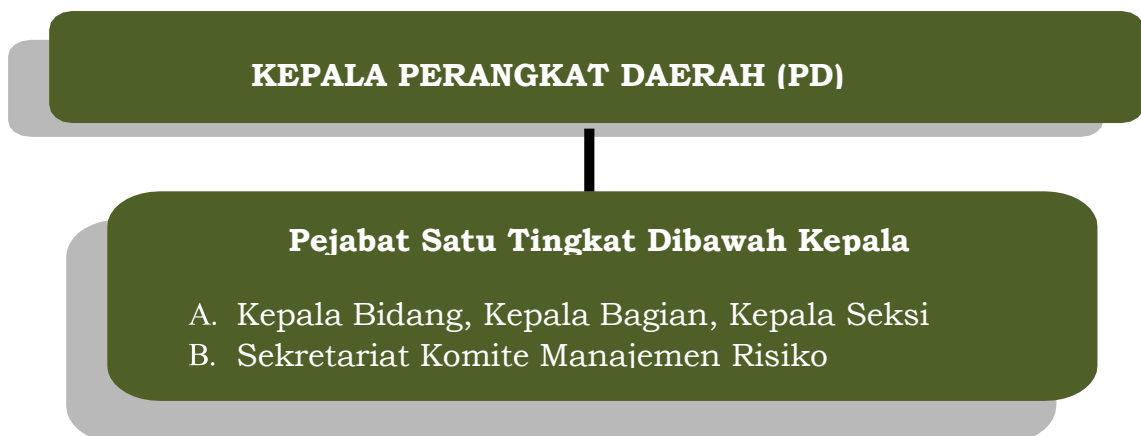 KEPALA PERANGKAT DAERAH (PD)
Pejabat Satu Tingkat Dibawah Kepala
A. Kepala Bidang, Kepala Bagian, Kepala Seksi
B. Sekretariat Komite Manajemen Risiko